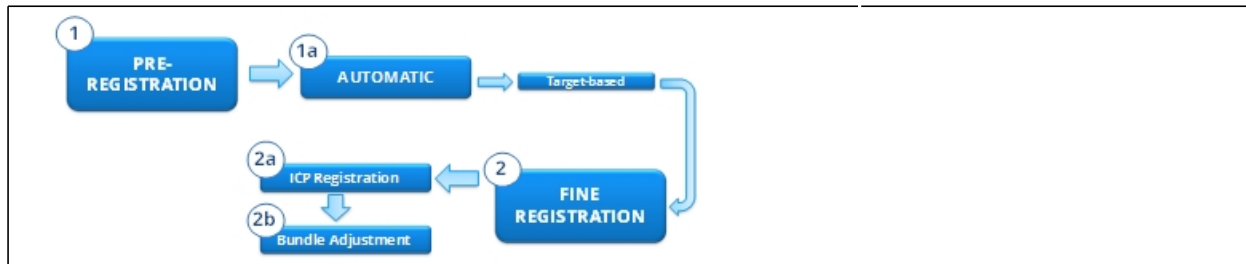 1
PRE-
REGISTRATION
1a
AUTOMATIC
Target-based
2
FINE
REGISTRATION
2a
ICP Registration
2b
Bundle Adjustment